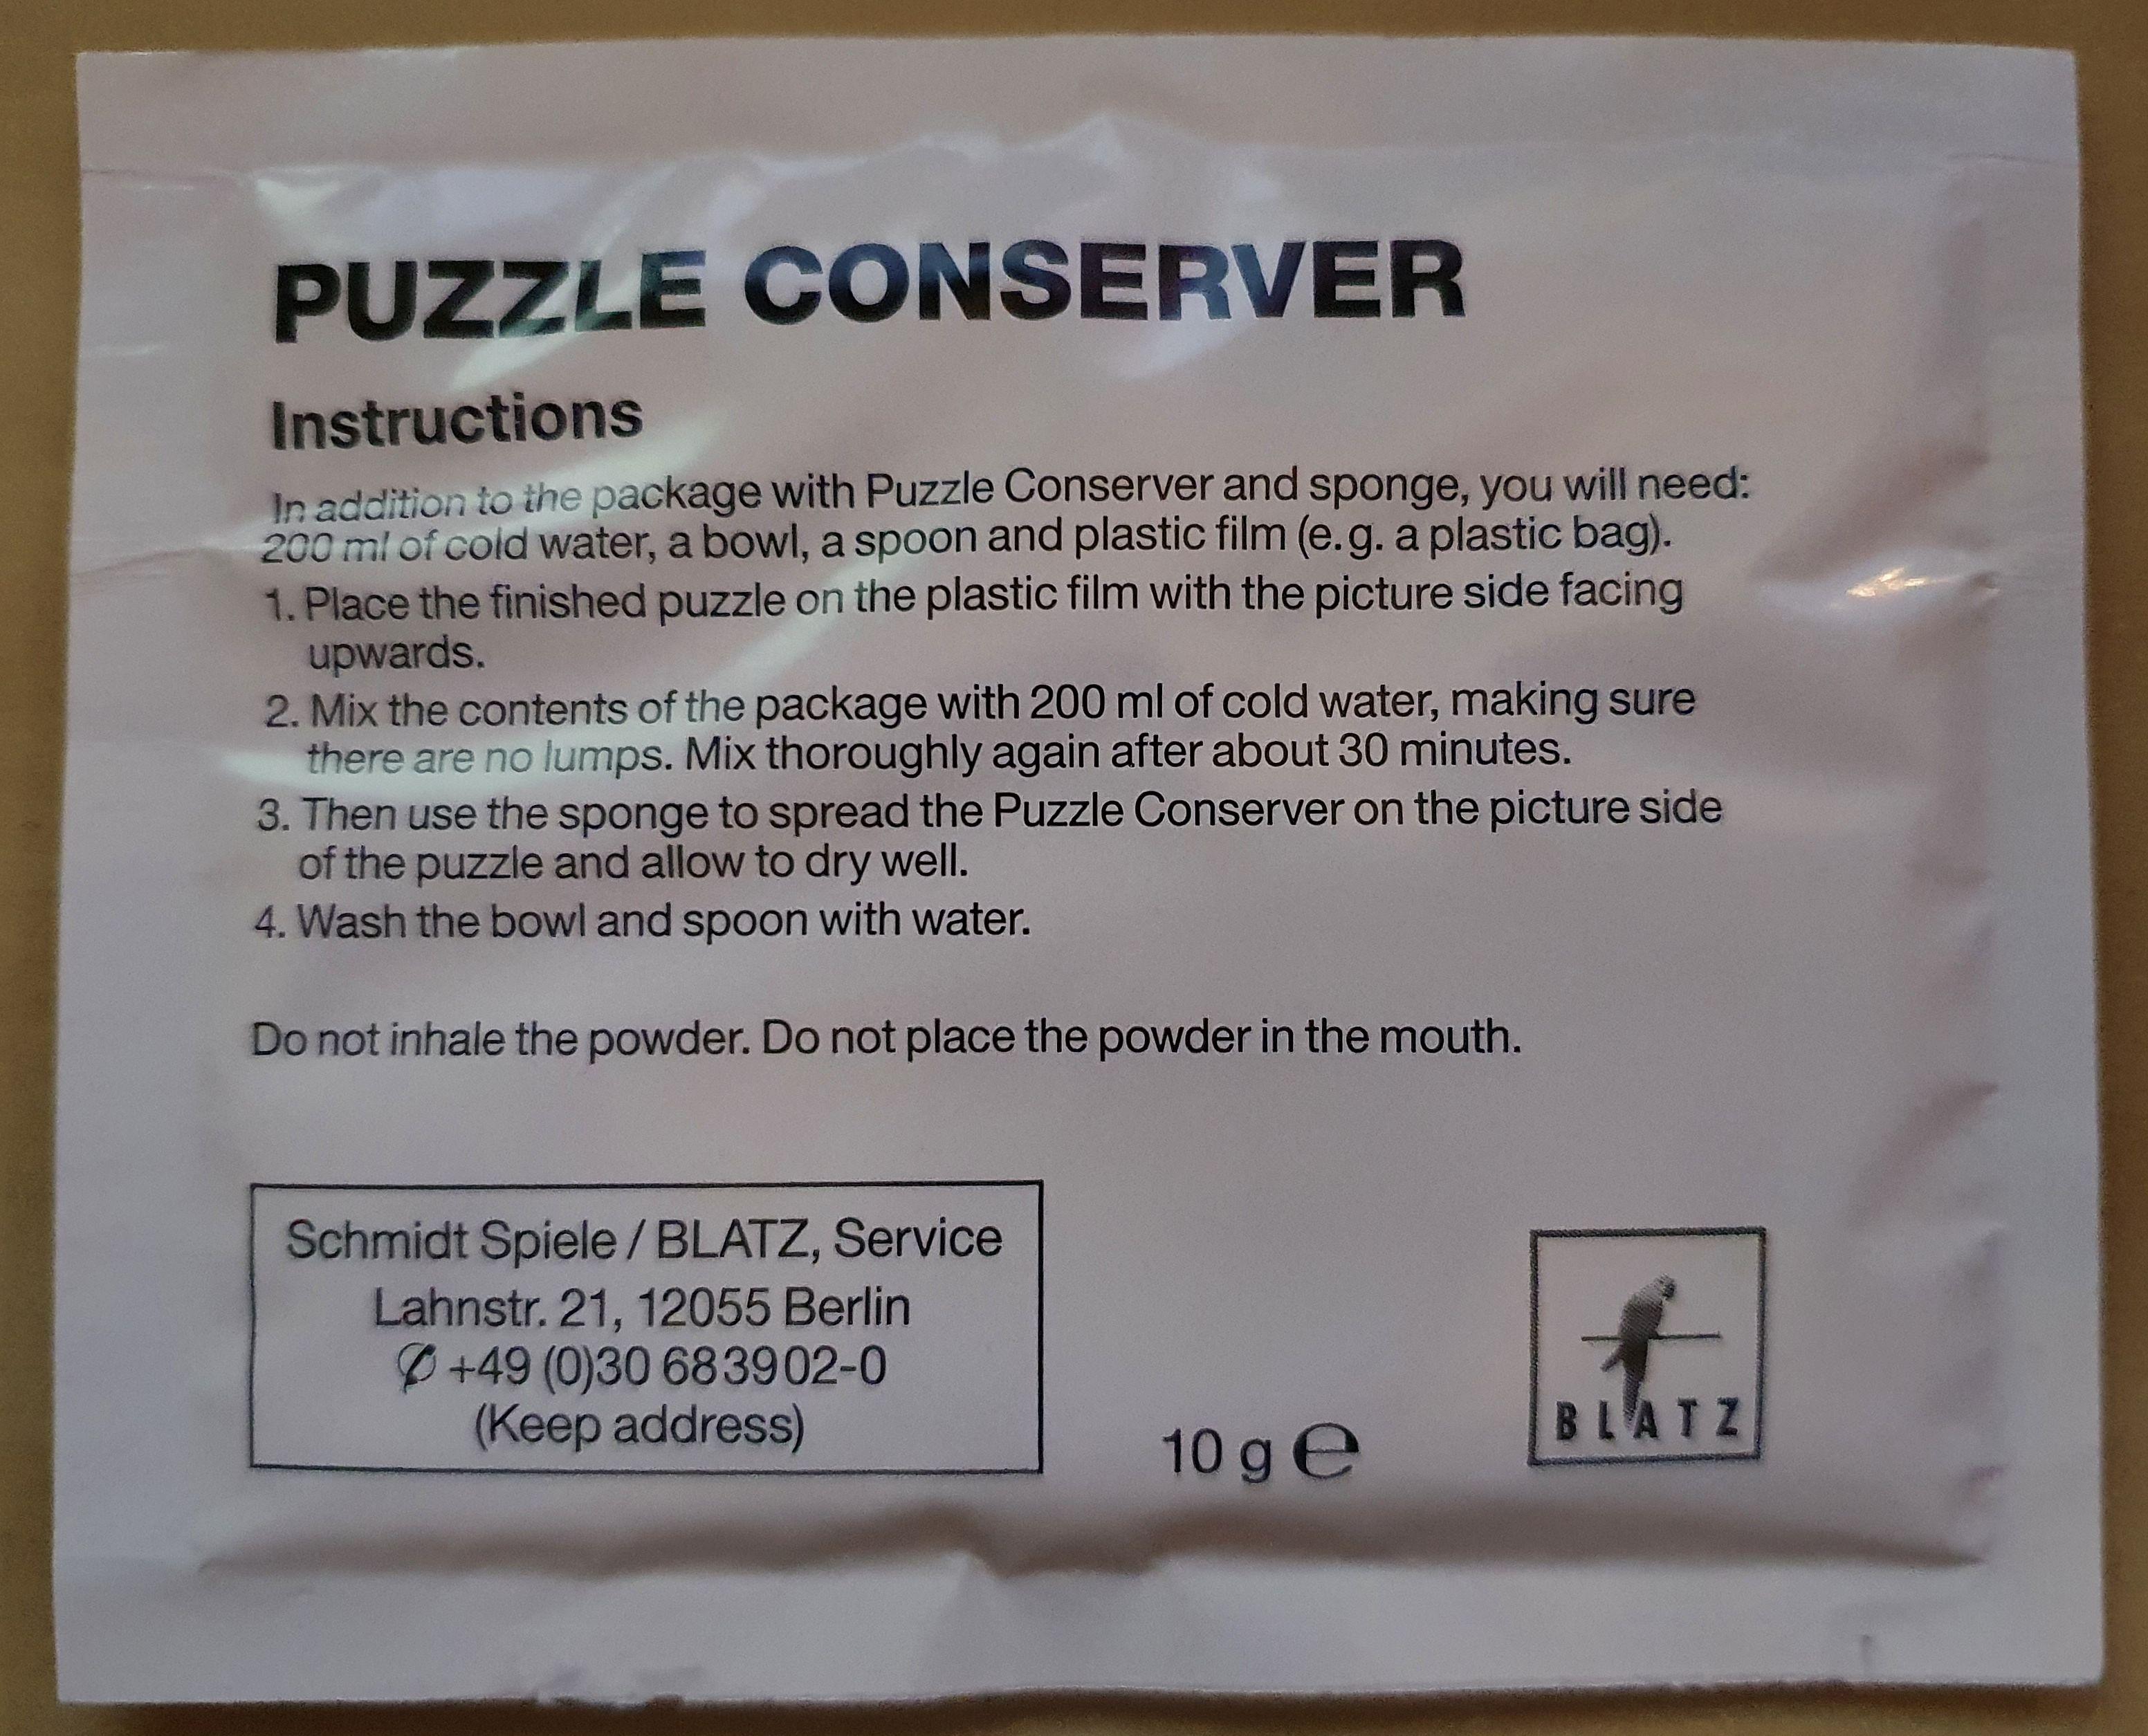 PUZZLE CONSERVER
Instructions
In addition to the package with Puzzle Conserver and sponge, you will need:
200 ml of cold water, a bowl, a spoon and plastic film (e.g. a plastic bag).
1. Place the finished puzzle on the plastic film with the picture side facing
upwards.
2. Mix the contents of the package with 200 ml of cold water, making sure
there are no lumps. Mix thoroughly again after about 30 minutes.
3. Then use the sponge to spread the Puzzle Conserver on the picture side
of the puzzle and allow to dry well.
4. Wash the bowl and spoon with water.
Do not inhale the powder. Do not place the powder in the mouth.
Schmidt Spiele / BLATZ, Service
Lahnstr. 21, 12055 Berlin
✆ +49 (0)30 683902-0
(Keep address)
10 g ℮
BLATZ